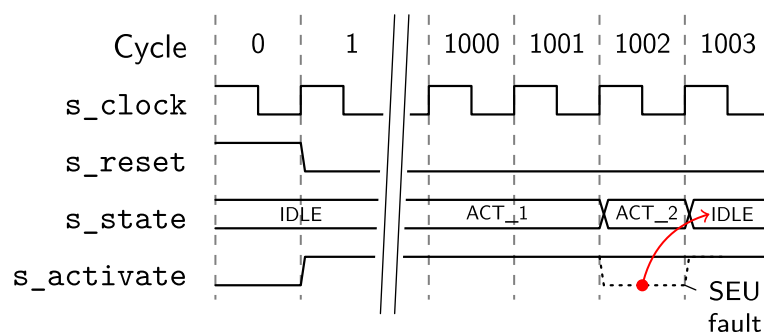 Cycle 0 1 1000 1001 1002 1003
s_clock
s_reset
s_state IDLE ACT_1 ACT_2 IDLE
s_activate
SEU
fault